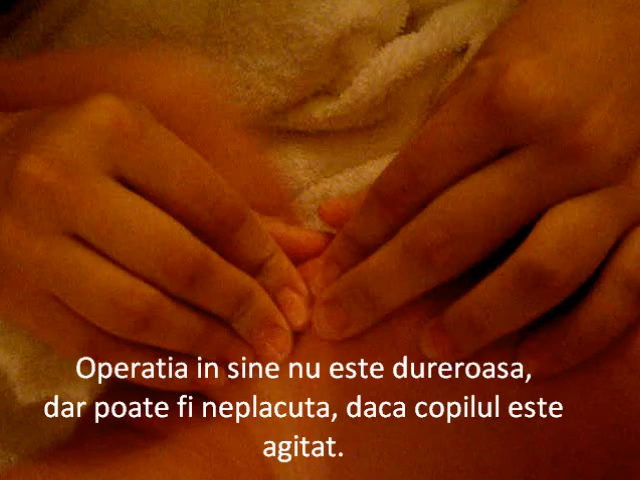 Operatia in sine nu este dureroasa,
dar poate fi neplacuta, daca copilul este
agitat.